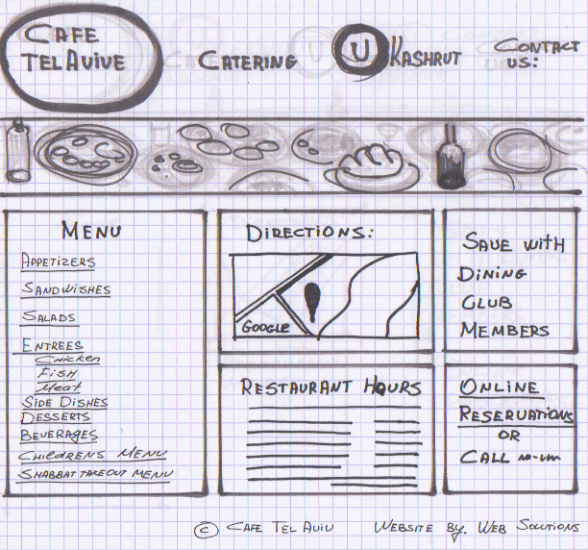 CAFE
TEL AVIVE
CATERING
U
KASHRUT
CONTACT
US:
MENU
APPETIZERS
SANDWISHES
SALADS
ENTREES
Chicken
FISH
Meat
SIDE DISHES
DESSERTS
BEVERAGES
CHILDRENS MENU
SHABBAT TAKEOUT MENU
DIRECTIONS:
GOOGLE
RESTAURANT HOURS
SAVE WITH
DINING
CLUB
MEMBERS
ONLINE
RESERVATIONS
OR
CALL
© CAFE TEL AVIV WEBSITE BY. WEB SOLUTIONS